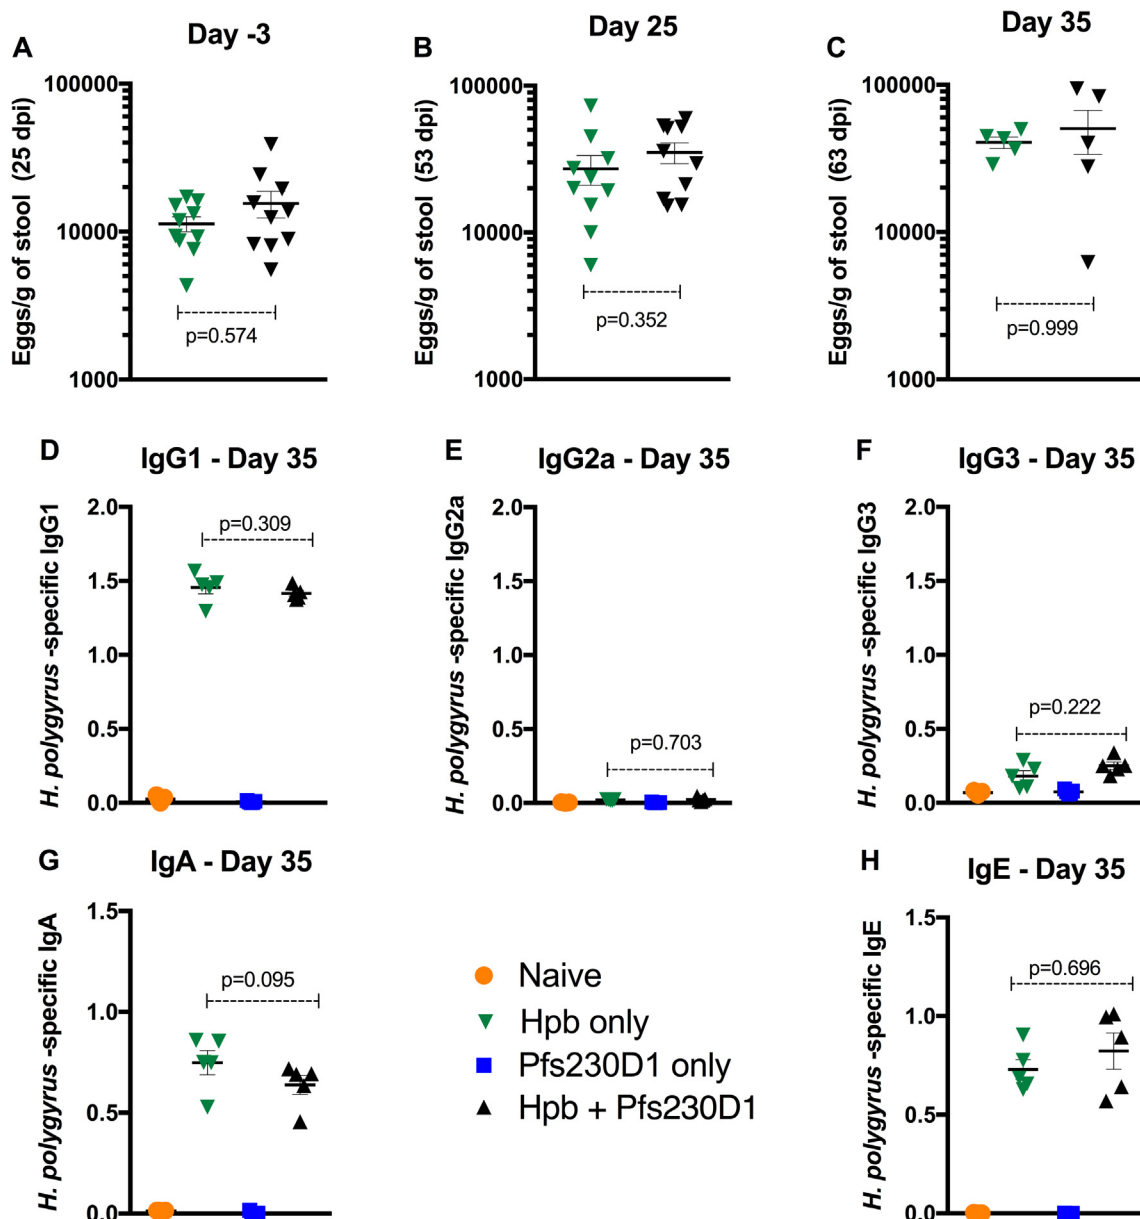 A
Day -3
Eggs/g of stool (25 dpi)
100000
10000
1000
p=0.574
B
Day 25
Eggs/g of stool (53 dpi)
100000
10000
1000
p=0.352
C
Day 35
Eggs/g of stool (63 dpi)
100000
10000
1000
p=0.999
D
IgG1 - Day 35
H. polygyrus -specific IgG1
2.0
1.5
1.0
0.5
0.0
p=0.309
E
IgG2a - Day 35
H. polygyrus -specific IgG2a
2.0
1.5
1.0
0.5
0.0
p=0.703
F
IgG3 - Day 35
H. polygyrus -specific IgG3
2.0
1.5
1.0
0.5
0.0
p=0.222
G
IgA - Day 35
H. polygyrus -specific IgA
1.5
1.0
0.5
0.0
p=0.095
Naive
Hpb only
Pfs230D1 only
Hpb + Pfs230D1
H
IgE - Day 35
H. polygyrus -specific IgE
1.5
1.0
0.5
0.0
p=0.696